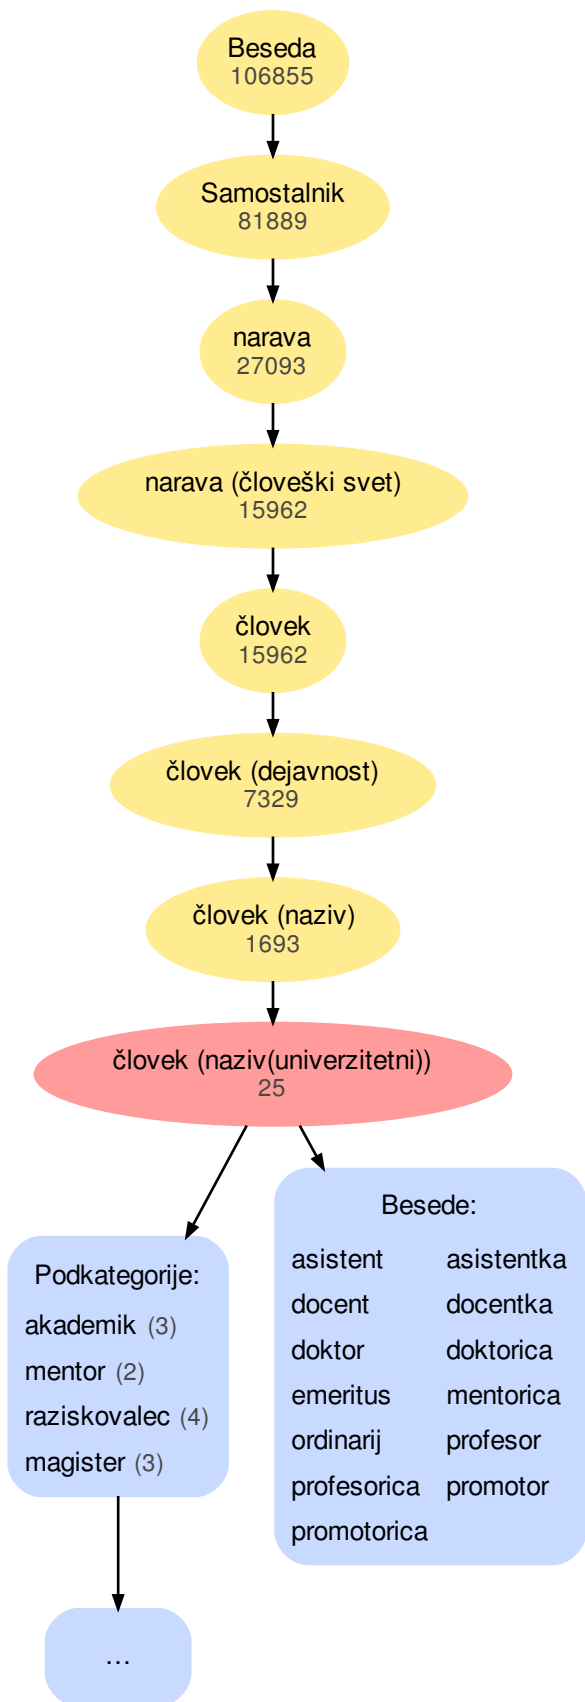 Beseda
106855
Samostalnik
81889
narava
27093
narava (človeški svet)
15962
človek
15962
človek (dejavnost)
7329
človek (naziv)
1693
človek (naziv(univerzitetni))
25
Podkategorije:
akademik (3)
mentor (2)
raziskovalec (4)
magister (3)
...
Besede:
asistent asistentka
docent docentka
doktor doktorica
emeritus mentorica
ordinarij profesor
profesorica promotor
promotorica